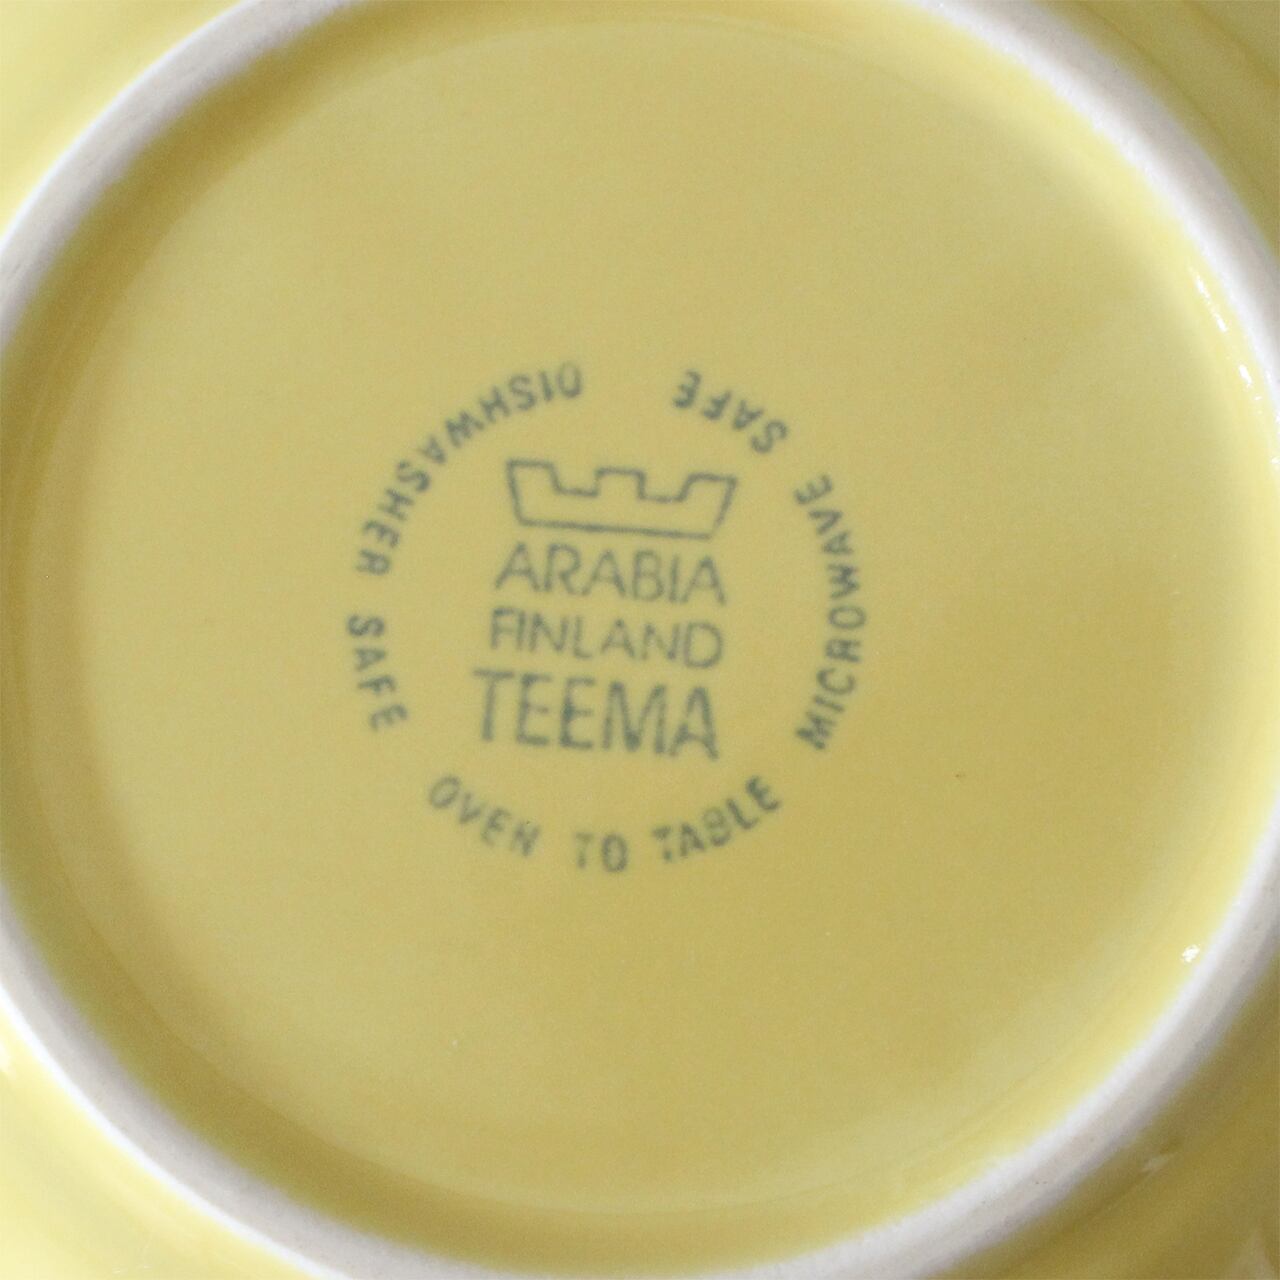 ARABIA
FINLAND
TEEMA
DISHWASHER SAFE
OVEN TO TABLE
MICROWAVE SAFE